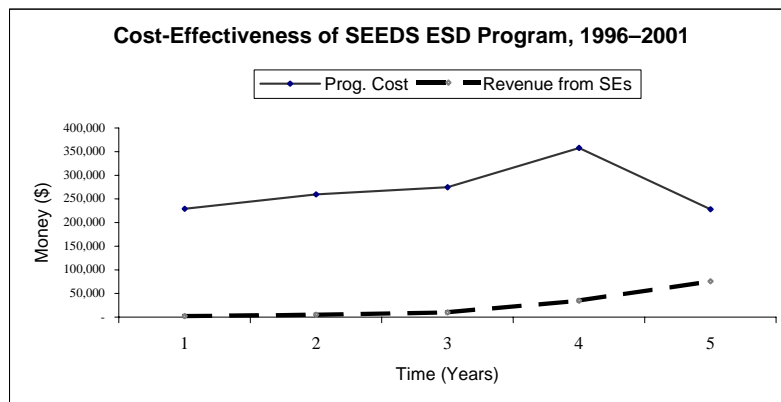 Cost-Effectiveness of SEEDS ESD Program, 1996–2001
Prog. Cost Revenue from SEs
400,000
350,000
300,000
250,000
200,000
150,000
100,000
50,000
-
Money ($)
1 2 3 4 5
Time (Years)